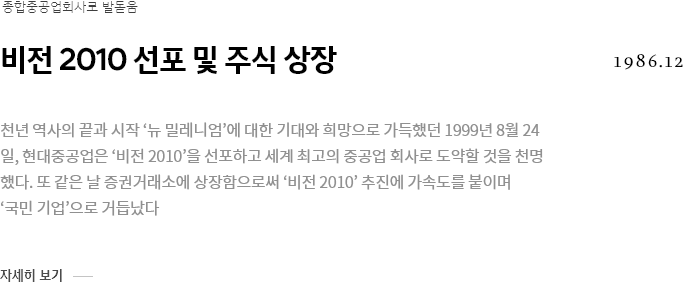 종합중공업회사로 발돋움
비전 2010 선포 및 주식 상장
1986.12
천년 역사의 끝과 시작 ‘뉴 밀레니엄’에 대한 기대와 희망으로 가득했던 1999년 8월 24
일, 현대중공업은 ‘비전 2010’을 선포하고 세계 최고의 중공업 회사로 도약할 것을 천명
했다. 또 같은 날 증권거래소에 상장함으로써 ‘비전 2010’ 추진에 가속도를 붙이며
‘국민 기업’으로 거듭났다
자세히 보기